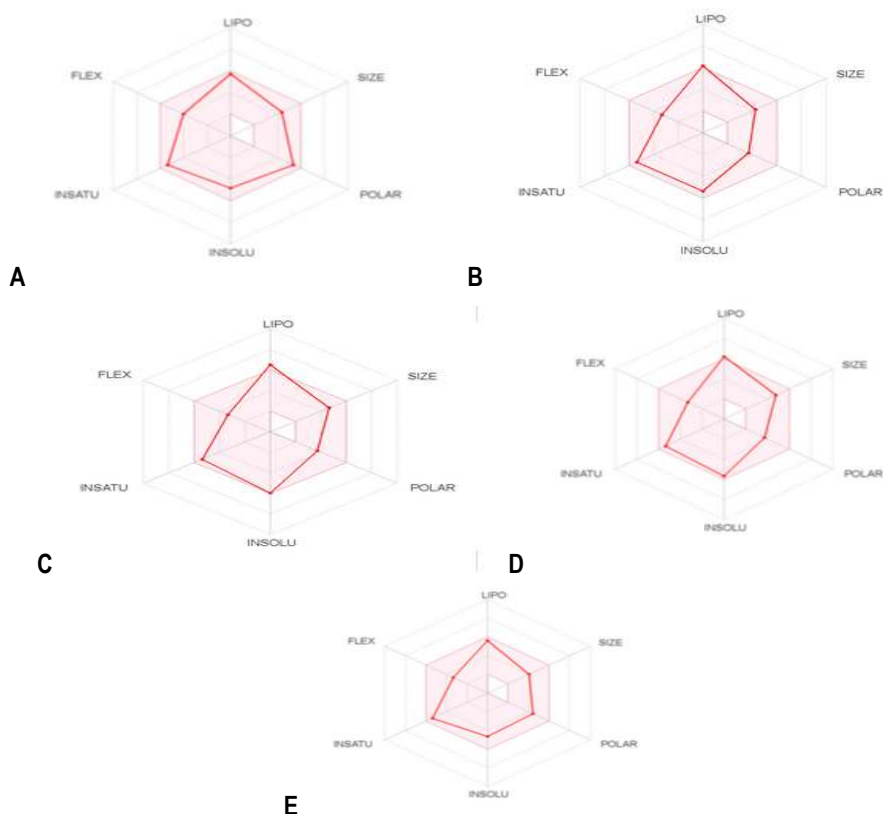 LIPO
FLEX
SIZE
INSATU
POLAR
INSOLU
A
LIPO
FLEX
SIZE
INSATU
POLAR
INSOLU
B
LIPO
FLEX
SIZE
INSATU
POLAR
INSOLU
C
LIPO
FLEX
SIZE
INSATU
POLAR
INSOLU
D
LIPO
FLEX
SIZE
INSATU
POLAR
INSOLU
E